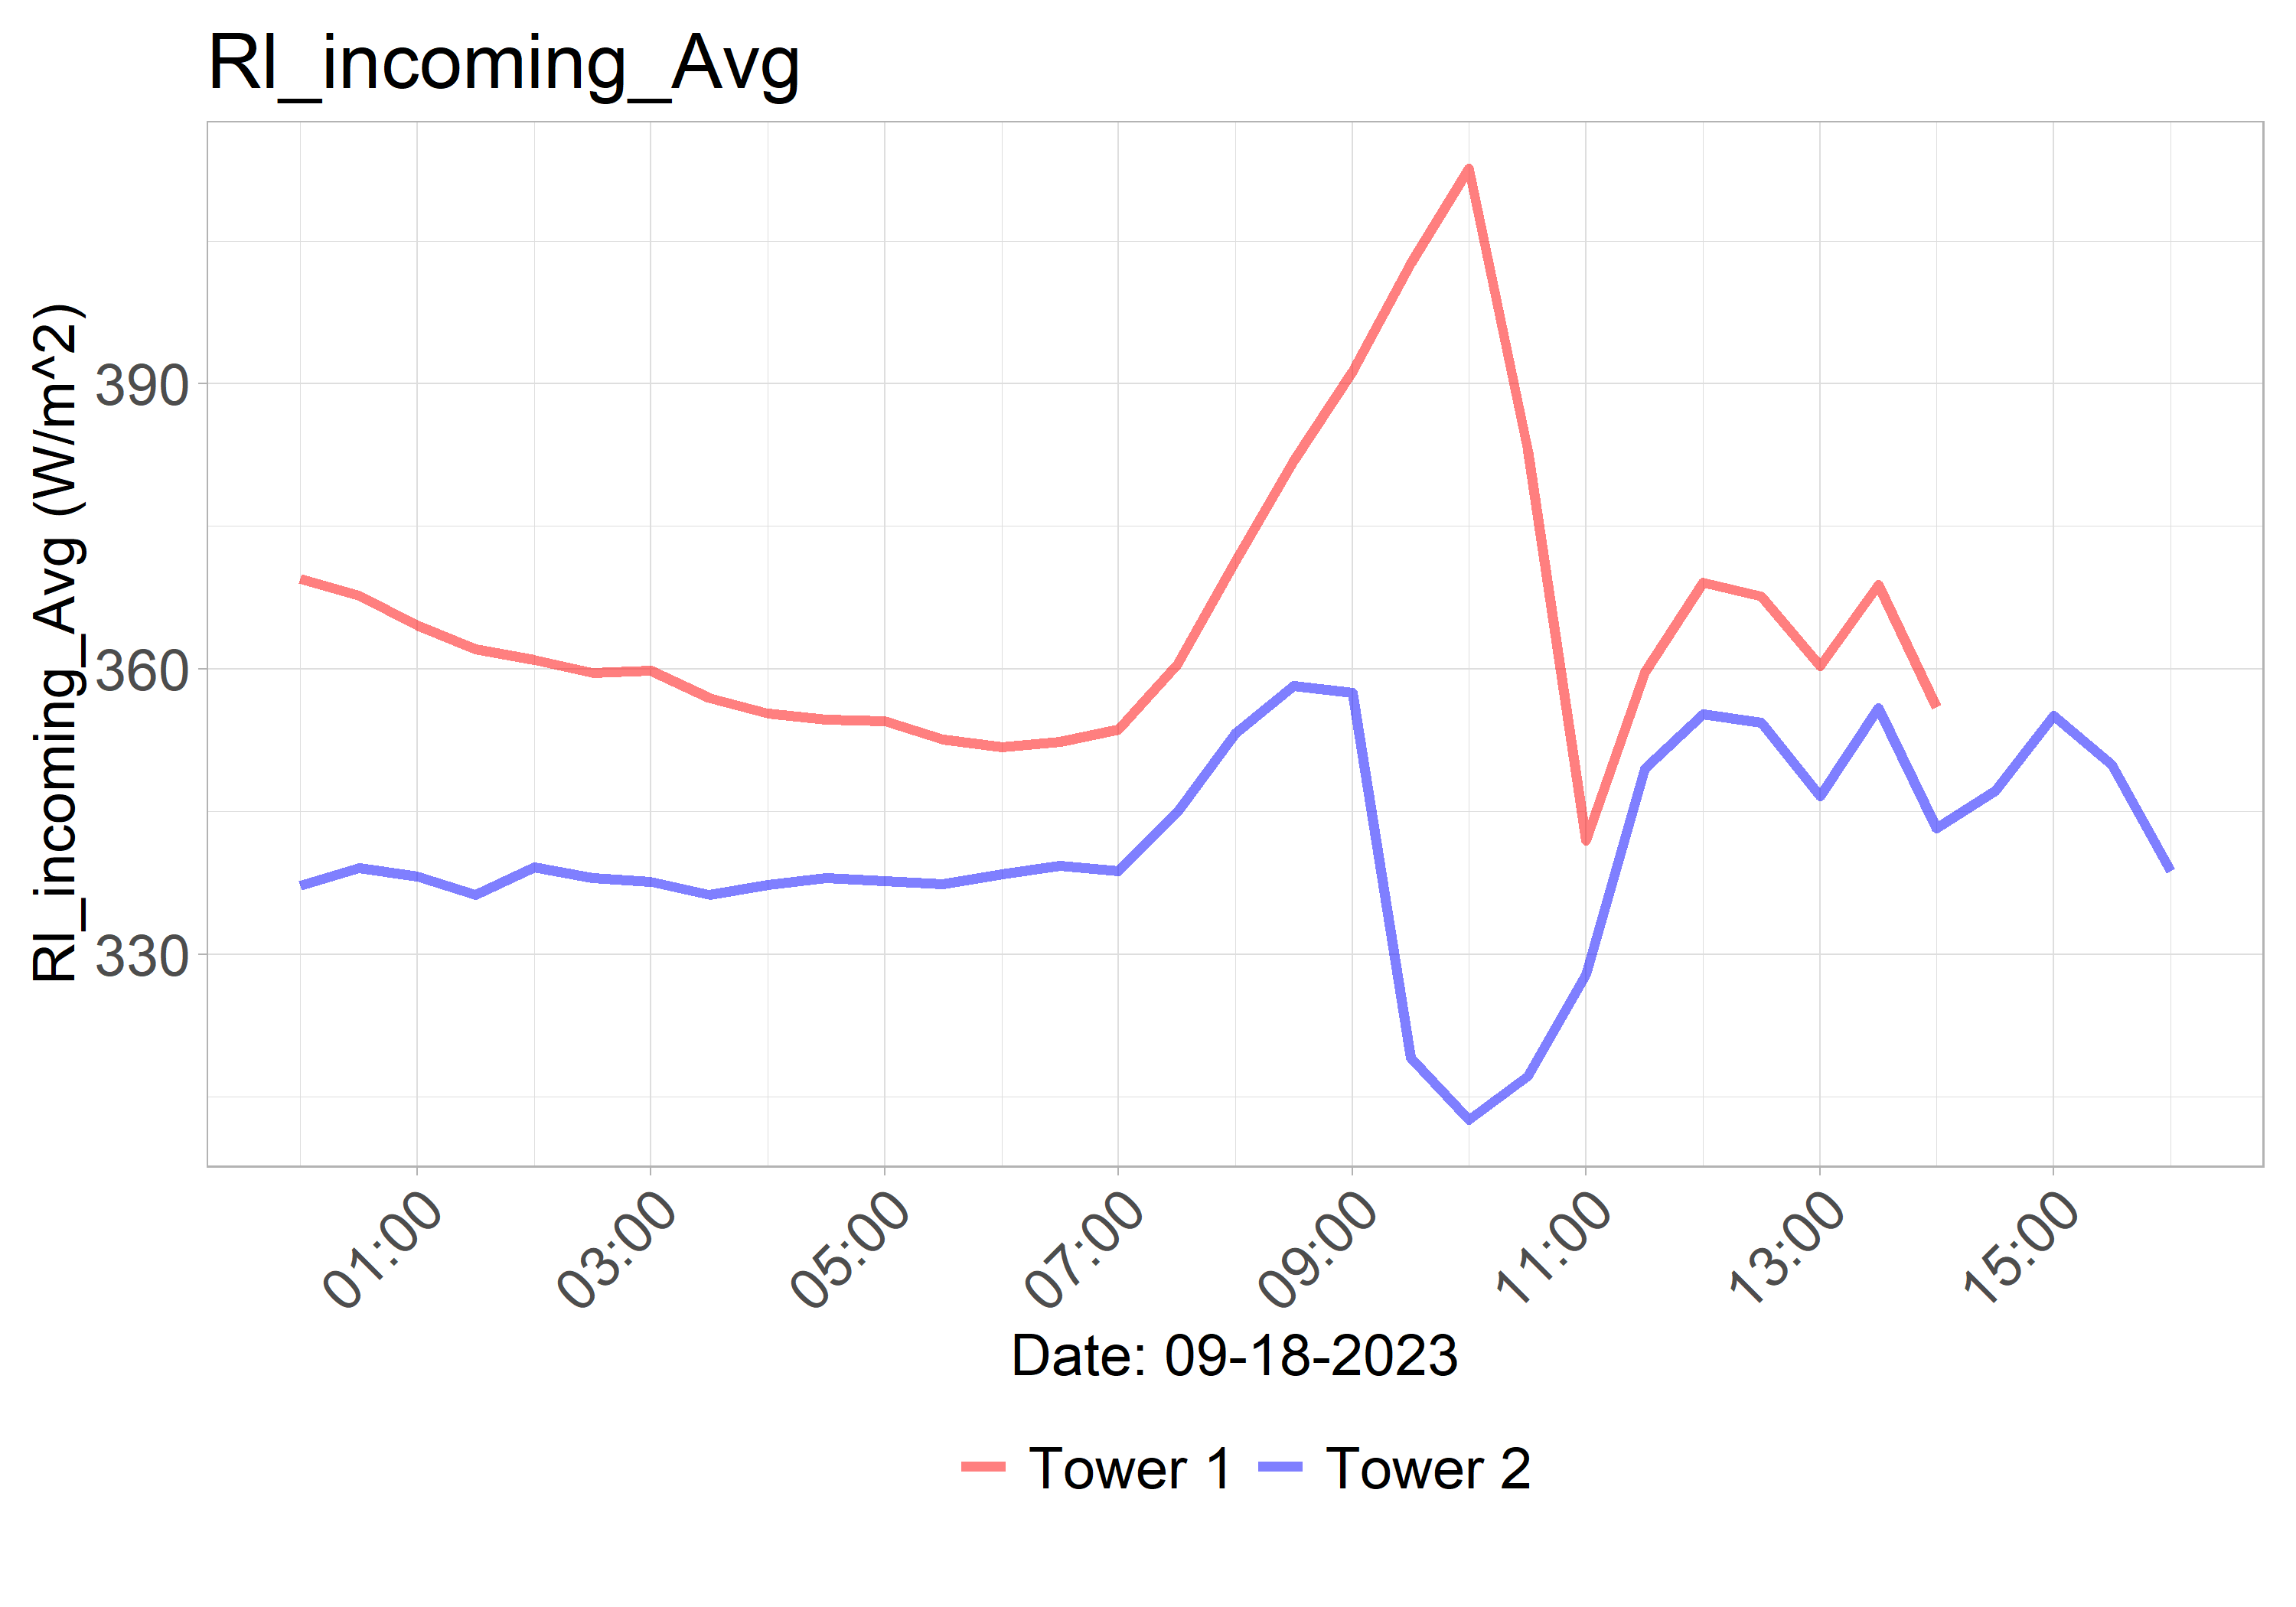 Rl_incoming_Avg
Rl_incoming_Avg (W/m^2)
390
360
330
01:00
03:00
05:00
07:00
09:00
11:00
13:00
15:00
Date: 09-18-2023
Tower 1
Tower 2